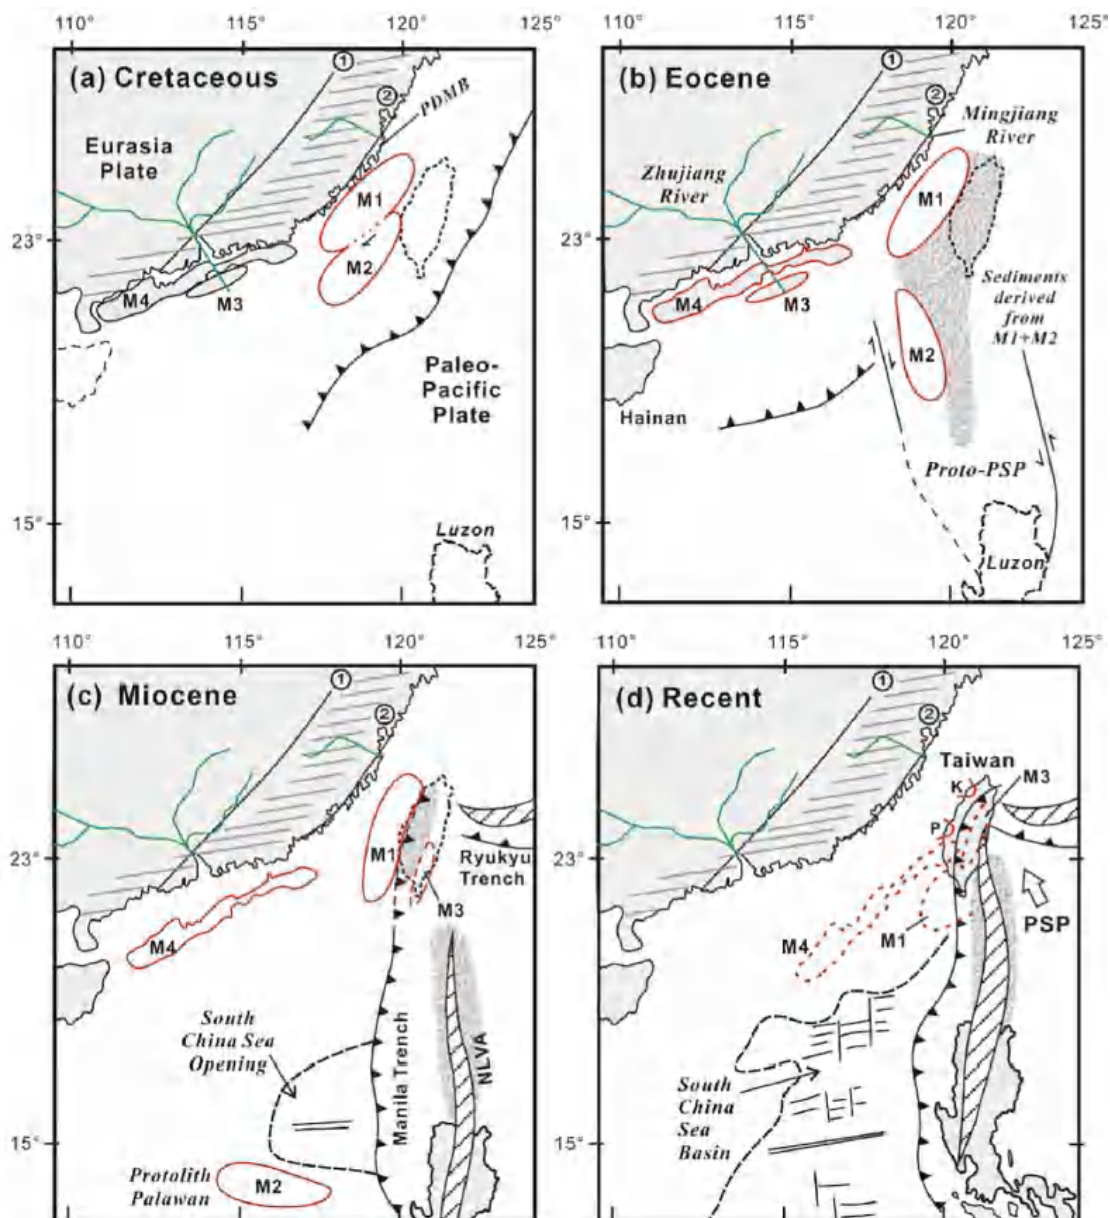 110° 115° 120° 125°
(a) Cretaceous
①
②
PDMB
Eurasia
Plate
M1
M2
23°
M4
M3
Paleo-
Pacific
Plate
15°
Luzon
110° 115° 120° 125°
(b) Eocene
①
②
Mingjiang
River
Zhujiang
River
M1
23°
M4
M3
Sediments
derived
from
M1+M2
M2
Hainan
Proto-PSP
15°
Luzon
110° 115° 120° 125°
(c) Miocene
①
②
M1
23°
Ryukyu
Trench
M3
M4
South
China Sea
Opening
Manila Trench
NLVA
15°
Protolith
Palawan
M2
110° 115° 120° 125°
(d) Recent
①
②
Taiwan
K
M3
P
23°
PSP
M4
M1
South
China
Sea
Basin
15°